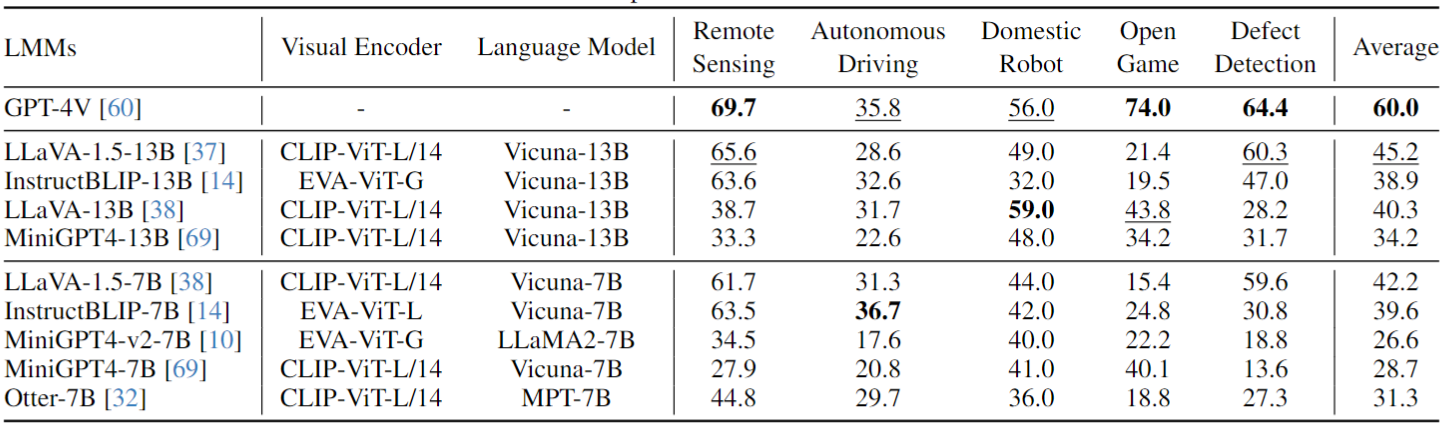 LMMs Visual Encoder Language Model Remote Sensing Autonomous Driving Domestic Robot Open Game Defect Detection Average
GPT-4V [60] - - 69.7 35.8 56.0 74.0 64.4 60.0
LLaVA-1.5-13B [37] CLIP-ViT-L/14 Vicuna-13B 65.6 28.6 49.0 21.4 60.3 45.2
InstructBLIP-13B [14] EVA-ViT-G Vicuna-13B 63.6 32.6 32.0 19.5 47.0 38.9
LLaVA-13B [38] CLIP-ViT-L/14 Vicuna-13B 38.7 31.7 59.0 43.8 28.2 40.3
MiniGPT4-13B [69] CLIP-ViT-L/14 Vicuna-13B 33.3 22.6 48.0 34.2 31.7 34.2
LLaVA-1.5-7B [38] CLIP-ViT-L/14 Vicuna-7B 61.7 31.3 44.0 15.4 59.6 42.2
InstructBLIP-7B [14] EVA-ViT-L Vicuna-7B 63.5 36.7 42.0 24.8 30.8 39.6
MiniGPT4-v2-7B [10] EVA-ViT-G LLaMA2-7B 34.5 17.6 40.0 22.2 18.8 26.6
MiniGPT4-7B [69] CLIP-ViT-L/14 Vicuna-7B 27.9 20.8 41.0 40.1 13.6 28.7
Otter-7B [32] CLIP-ViT-L/14 MPT-7B 44.8 29.7 36.0 18.8 27.3 31.3